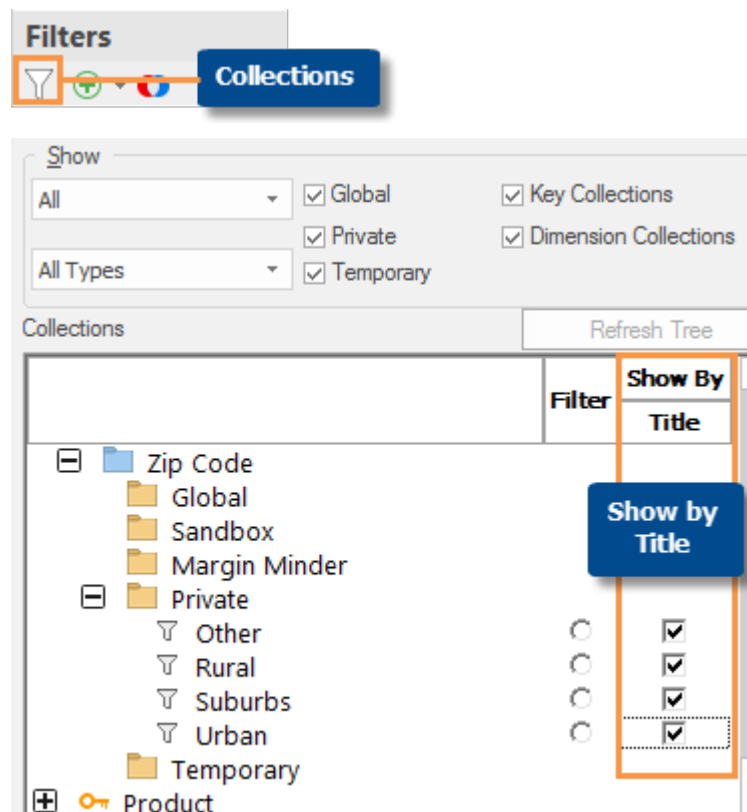 Filters
Collections
Show
All
Global
Key Collections
Private
Dimension Collections
All Types
Temporary
Collections
Refresh Tree
Filter
Show By
Title
Zip Code
Global
Sandbox
Show by
Title
Margin Minder
Private
Other
Rural
Suburbs
Urban
Temporary
Product